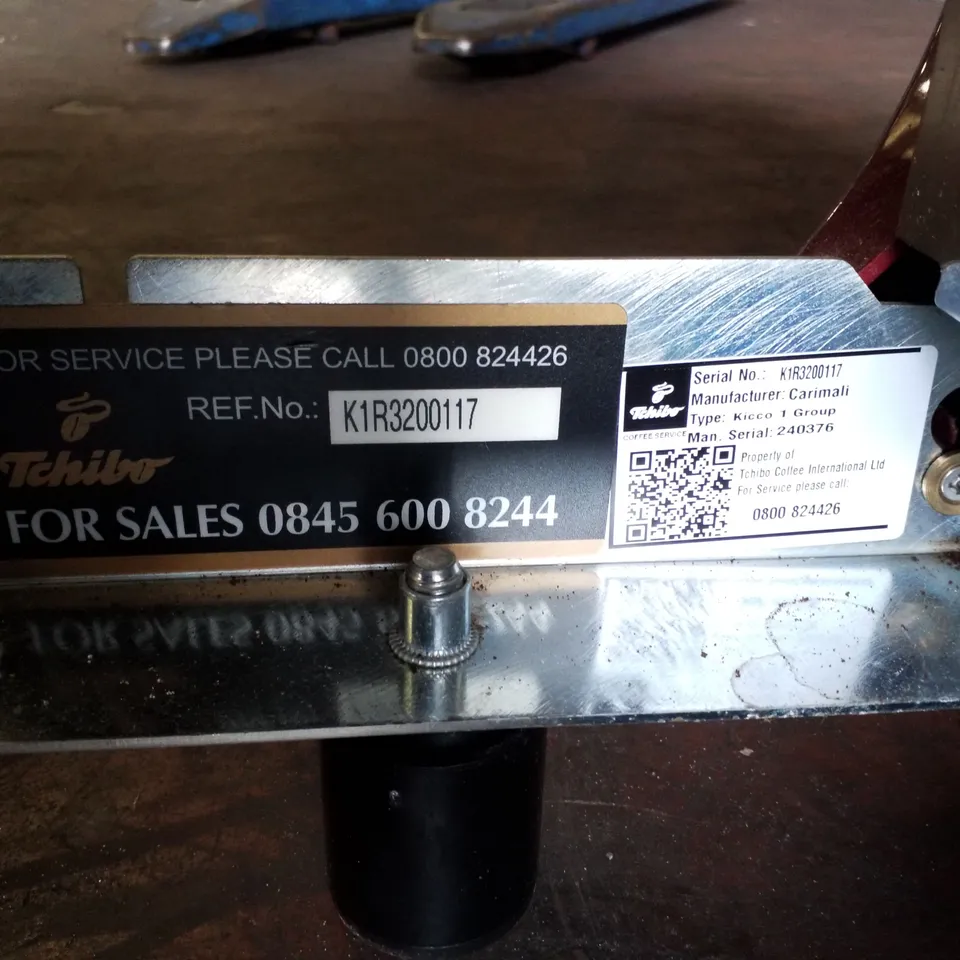 OR SERVICE PLEASE CALL 0800 824426
REF.No.: K1R3200117
Tchibo
FOR SALES 0845 600 8244
Tchibo
COFFEE SERVICE
Serial No.: K1R3200117
Manufacturer: Carimali
Type: Kicco 1 Group
Man. Serial: 240376
Property of
Tchibo Coffee International Ltd
For Service please call:
0800 824426